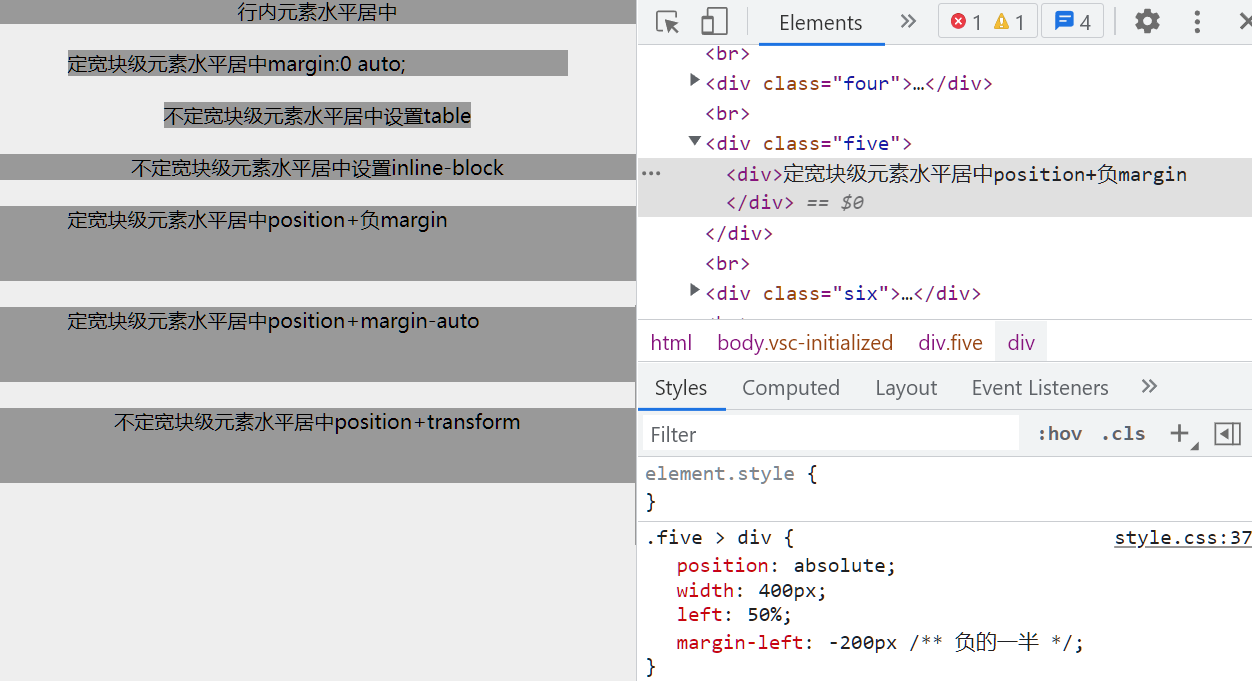 行内元素水平居中
定宽块级元素水平居中margin:0 auto;
不定宽块级元素水平居中设置table
不定宽块级元素水平居中设置inline-block
定宽块级元素水平居中position+负margin
定宽块级元素水平居中position+margin-auto
不定宽块级元素水平居中position+transform
Elements » 1 1 4
<br>
<div class="four">…</div>
<br>
<div class="five">
<div>定宽块级元素水平居中position+负margin
</div> == $0
</div>
<br>
<div class="six">…</div>
html body.vsc-initialized div.five div
Styles Computed Layout Event Listeners »
Filter :hov .cls +
element.style {
}
.five > div { style.css:37
position: absolute;
width: 400px;
left: 50%;
margin-left: -200px /** 负的一半 */;
}